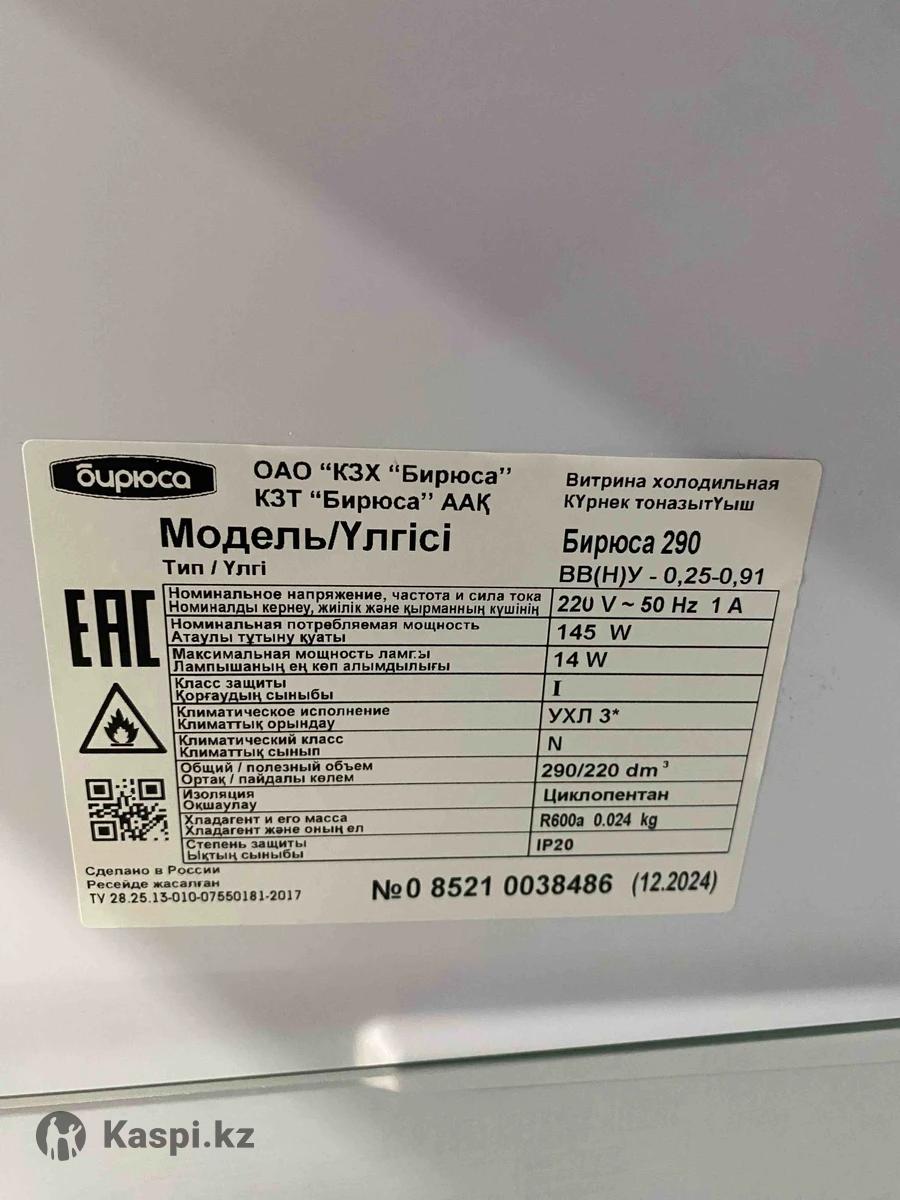 бирюса
ОАО “КЗХ “Бирюса”
КЗТ “Бирюса” ААҚ
Витрина холодильная
КҮрнек тоназытҮыш
Модель/Үлгісі
Бирюса 290
Тип / Үлгі
ВВ(Н)У - 0,25-0,91
EAC
Номинальное напряжение, частота и сила тока
Номиналды кернеу, жиілік және қырманның күшінің
220 V ~ 50 Hz 1 A
Номинальная потребляемая мощность
Атаулы тұтыну қуаты
145 W
Максимальная мощность лампы
Лампышаның ең көп алымдылығы
14 W
Класс защиты
Қорғаудың сыныбы
I
Климатическое исполнение
Климаттық орындау
УХЛ 3*
Климатический класс
Климаттық сынып
N
Общий / полезный объем
Ортақ / пайдалы көлем
290/220 dm³
Изоляция
Оқшаулау
Циклопентан
Хладагент и его масса
Хладагент және оның ел
R600a 0.024 kg
Степень защиты
Ықтың сыныбы
IP20
Сделано в России
Ресейде жасалған
ТУ 28.25.13-010-07550181-2017
№0 8521 0038486 (12.2024)
Kaspi.kz